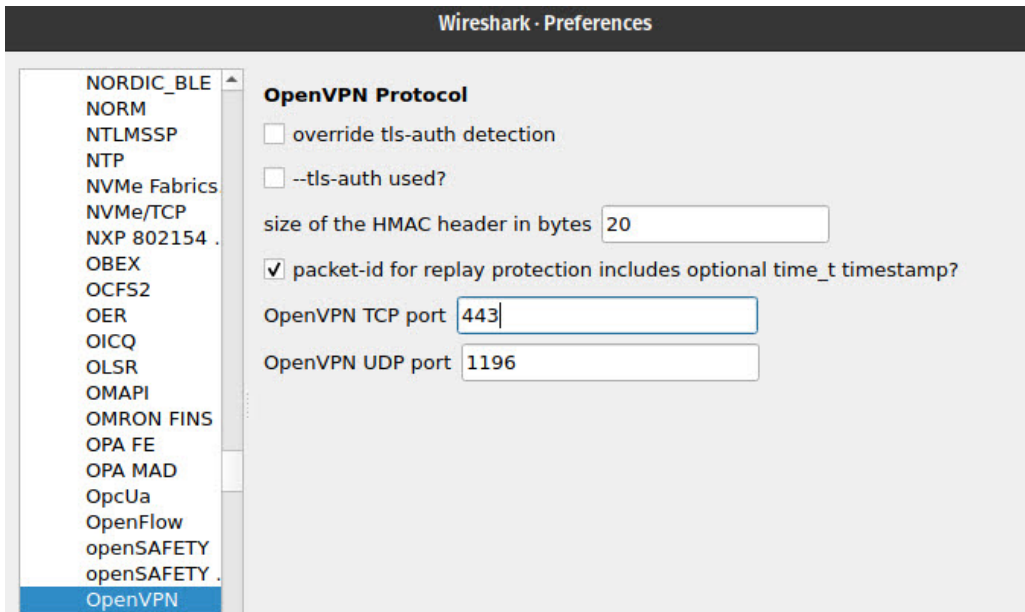 Wireshark · Preferences
NORDIC_BLE
NORM
NTLMSSP
NTP
NVMe Fabrics
NVMe/TCP
NXP 802154 .
OBEX
OCFS2
OER
OICQ
OLSR
OMAPI
OMRON FINS
OPA FE
OPA MAD
OpcUa
OpenFlow
openSAFETY
openSAFETY .
OpenVPN
OpenVPN Protocol
override tls-auth detection
--tls-auth used?
size of the HMAC header in bytes 20
packet-id for replay protection includes optional time_t timestamp?
OpenVPN TCP port 443
OpenVPN UDP port 1196